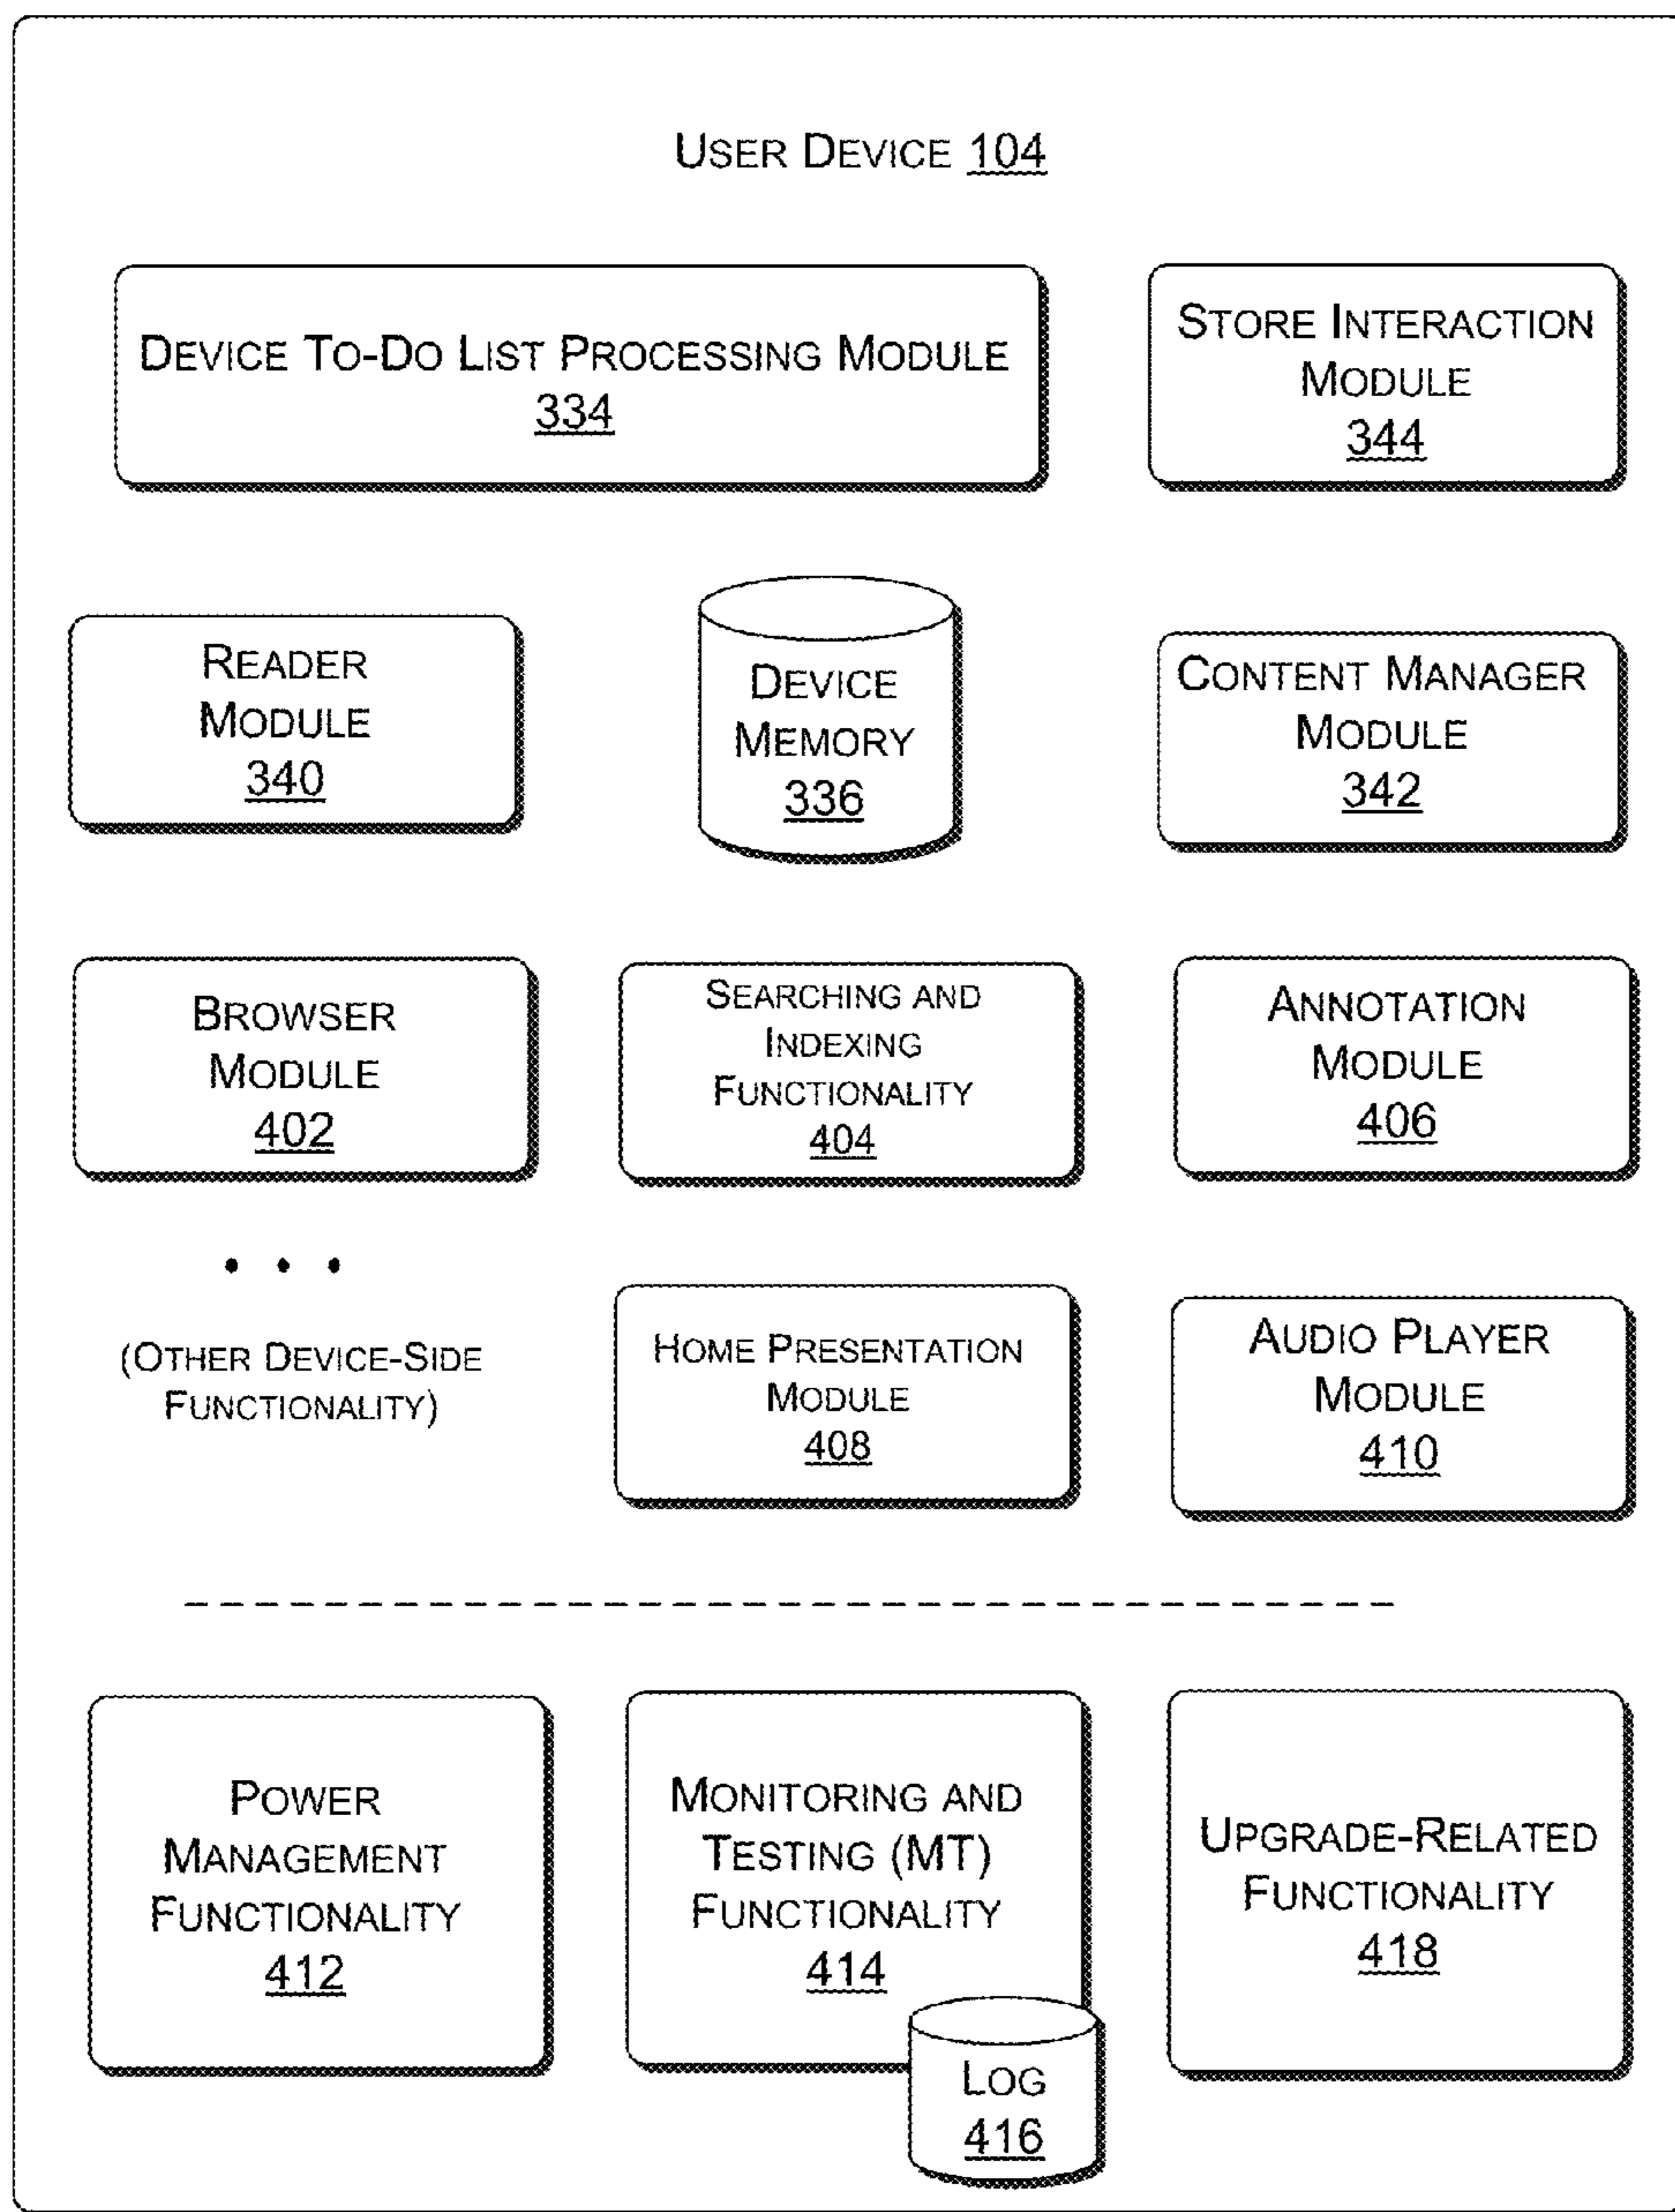 USER DEVICE 104
DEVICE TO-DO LIST PROCESSING MODULE
334
STORE INTERACTION
MODULE
344
READER
MODULE
340
DEVICE
MEMORY
336
CONTENT MANAGER
MODULE
342
BROWSER
MODULE
402
SEARCHING AND
INDEXING
FUNCTIONALITY
404
ANNOTATION
MODULE
406
• • •
(OTHER DEVICE-SIDE
FUNCTIONALITY)
HOME PRESENTATION
MODULE
408
AUDIO PLAYER
MODULE
410
POWER
MANAGEMENT
FUNCTIONALITY
412
MONITORING AND
TESTING (MT)
FUNCTIONALITY
414
LOG
416
UPGRADE-RELATED
FUNCTIONALITY
418